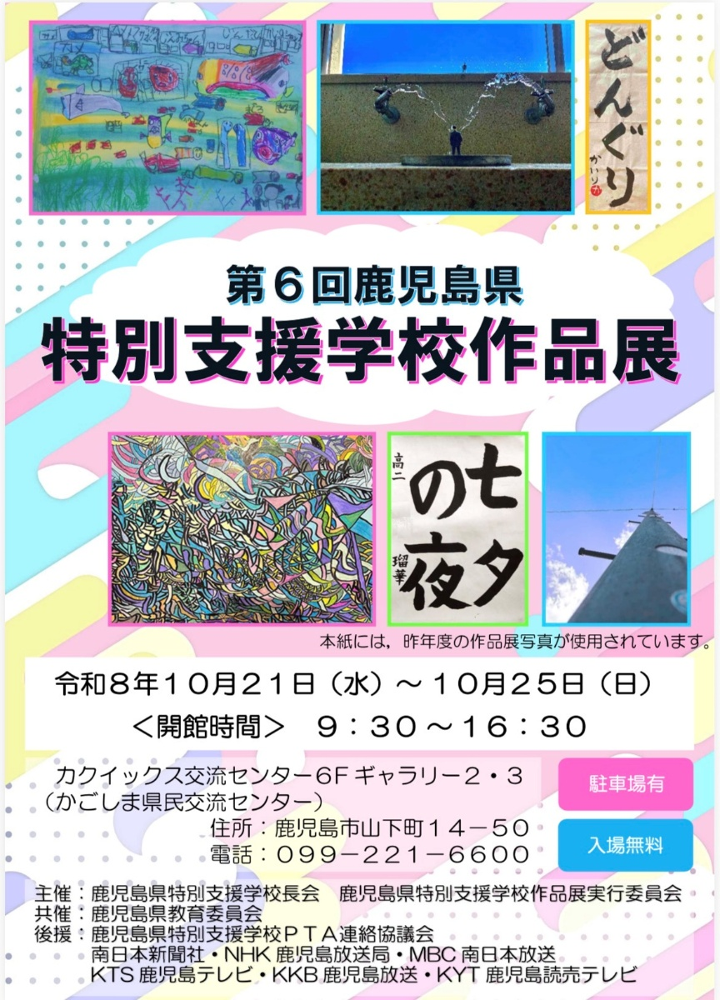 どんぐり
かいり
第６回鹿児島県
特別支援学校作品展
七夕
の夜
高二
瑠華
本紙には，昨年度の作品展写真が使用されています。
令和８年１０月２１日（水）～１０月２５日（日）
＜開館時間＞　９：３０～１６：３０
カクイックス交流センター６Ｆギャラリー２・３
（かごしま県民交流センター）
住所：鹿児島市山下町１４－５０
電話：０９９－２２１－６６００
駐車場有
入場無料
主催：鹿児島県特別支援学校長会　鹿児島県特別支援学校作品展実行委員会
共催：鹿児島県教育委員会
後援：鹿児島県特別支援学校ＰＴＡ連絡協議会
南日本新聞社・NHK 鹿児島放送局・MBC 南日本放送
KTS 鹿児島テレビ・KKB 鹿児島放送・KYT 鹿児島読売テレビ